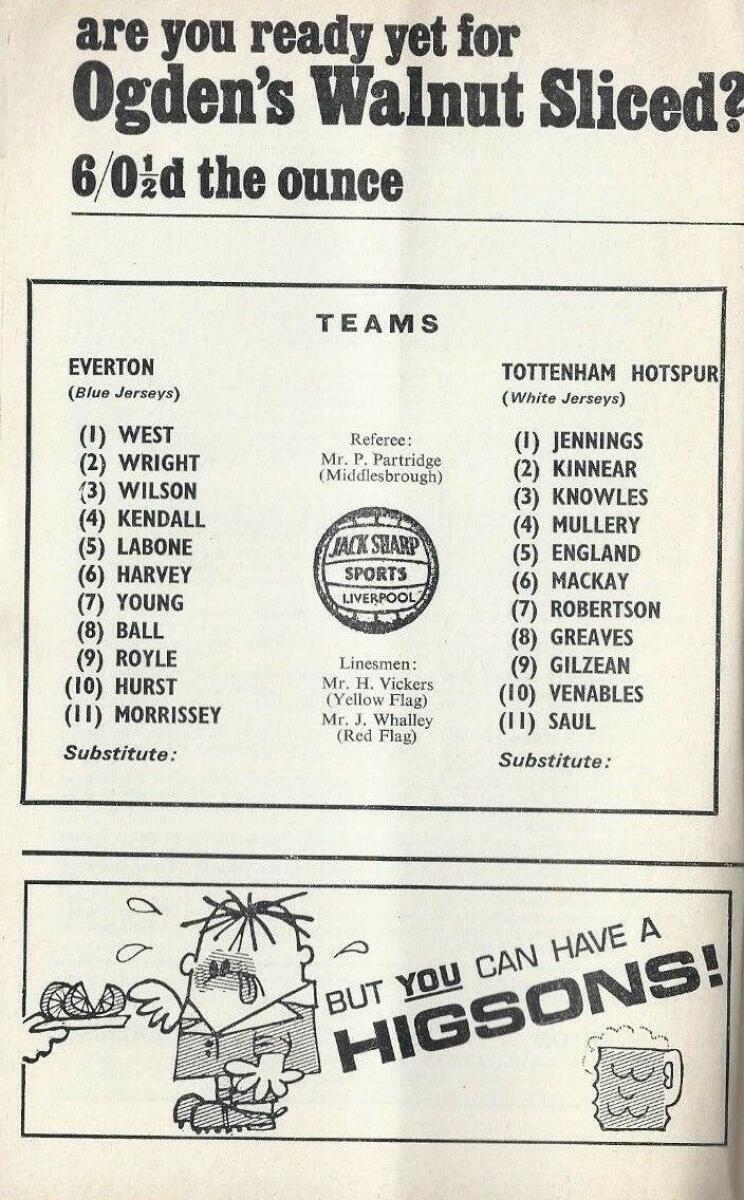 are you ready yet for
Ogden's Walnut Sliced?
6/0½d the ounce
TEAMS
EVERTON
(Blue Jerseys)
(1) WEST
(2) WRIGHT
(3) WILSON
(4) KENDALL
(5) LABONE
(6) HARVEY
(7) YOUNG
(8) BALL
(9) ROYLE
(10) HURST
(11) MORRISSEY
Substitute:
Referee:
Mr. P. Partridge
(Middlesbrough)
JACK SHARP
SPORTS
LIVERPOOL
Linesmen:
Mr. H. Vickers
(Yellow Flag)
Mr. J. Whalley
(Red Flag)
TOTTENHAM HOTSPUR
(White Jerseys)
(1) JENNINGS
(2) KINNEAR
(3) KNOWLES
(4) MULLERY
(5) ENGLAND
(6) MACKAY
(7) ROBERTSON
(8) GREAVES
(9) GILZEAN
(10) VENABLES
(11) SAUL
Substitute:
BUT YOU CAN HAVE A
HIGSONS!